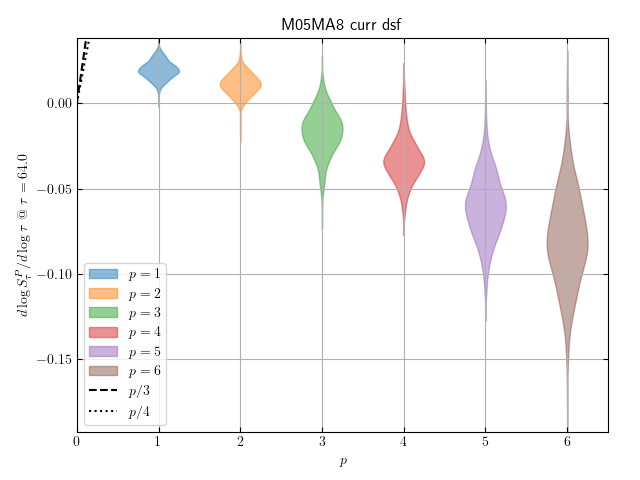 M05MA8 curr dsf
d log S_τ^P / d log τ @ τ = 64.0
0.00
−0.05
−0.10
−0.15
p = 1
p = 2
p = 3
p = 4
p = 5
p = 6
p/3
p/4
0 1 2 3 4 5 6
p